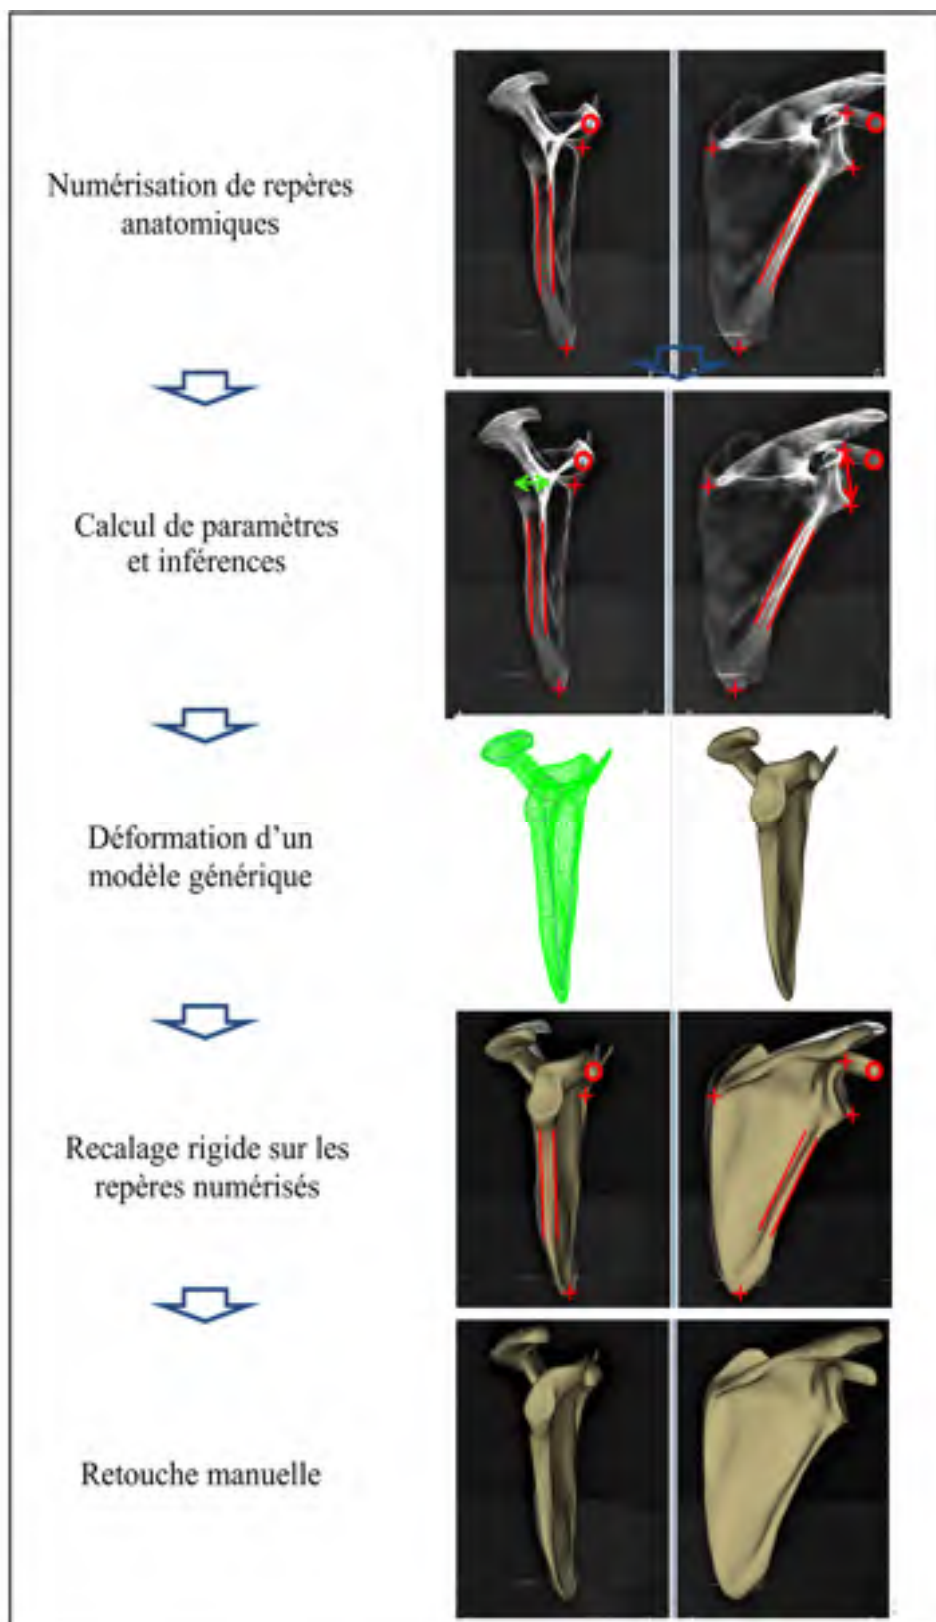 Numérisation de repères
anatomiques
Calcul de paramètres
et inférences
Déformation d’un
modèle générique
Recalage rigide sur les
repères numérisés
Retouche manuelle